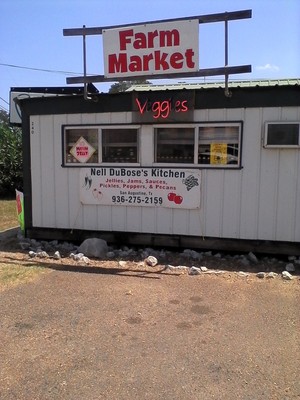 Farm
Market
Veggies
Nell DuBose's Kitchen
Jellies, Jams, Sauces,
Pickles, Peppers, & Pecans
San Augustine, Tx
936-275-2159